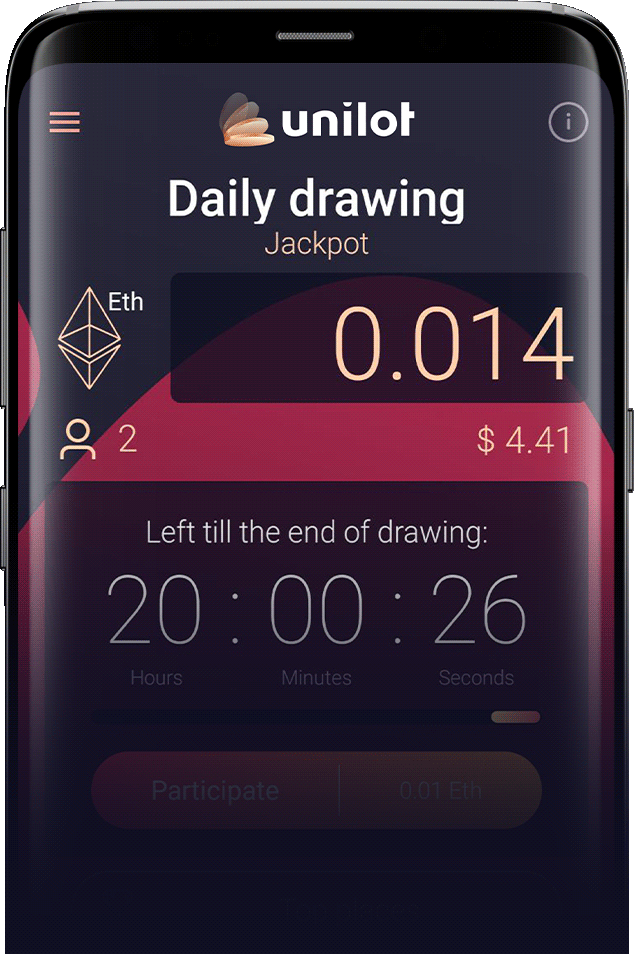 unilot
Daily drawing
Jackpot
Eth
0.014
2
$ 4.41
Left till the end of drawing:
20 : 00 : 26
Hours Minutes Seconds
Participate 0.01 Eth